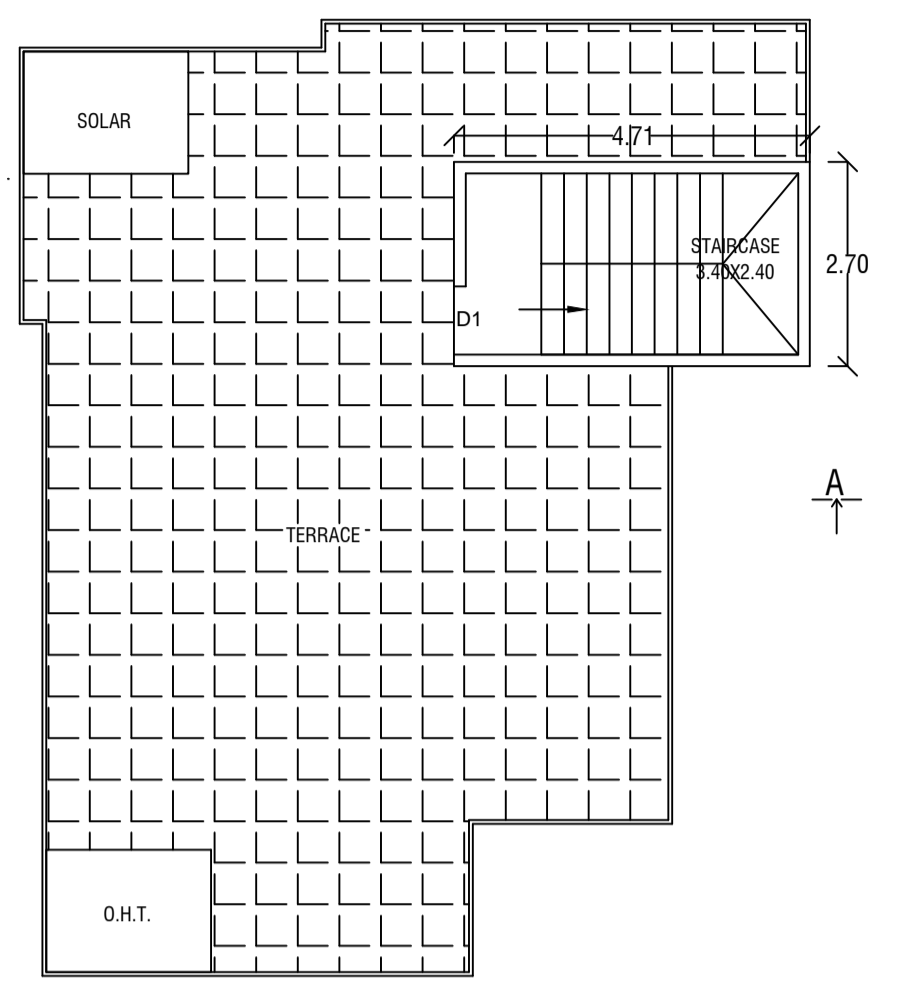 SOLAR
4.71
STAIRCASE
3.40X2.40
2.70
D1
A
TERRACE
O.H.T.